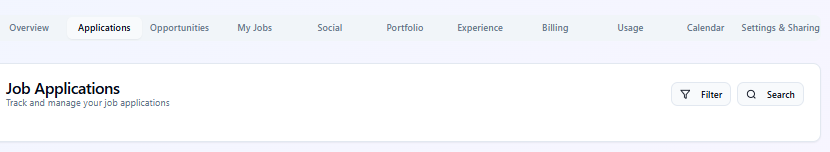 Overview Applications Opportunities My Jobs Social Portfolio Experience Billing Usage Calendar Settings & Sharing
Job Applications
Track and manage your job applications
Filter Search